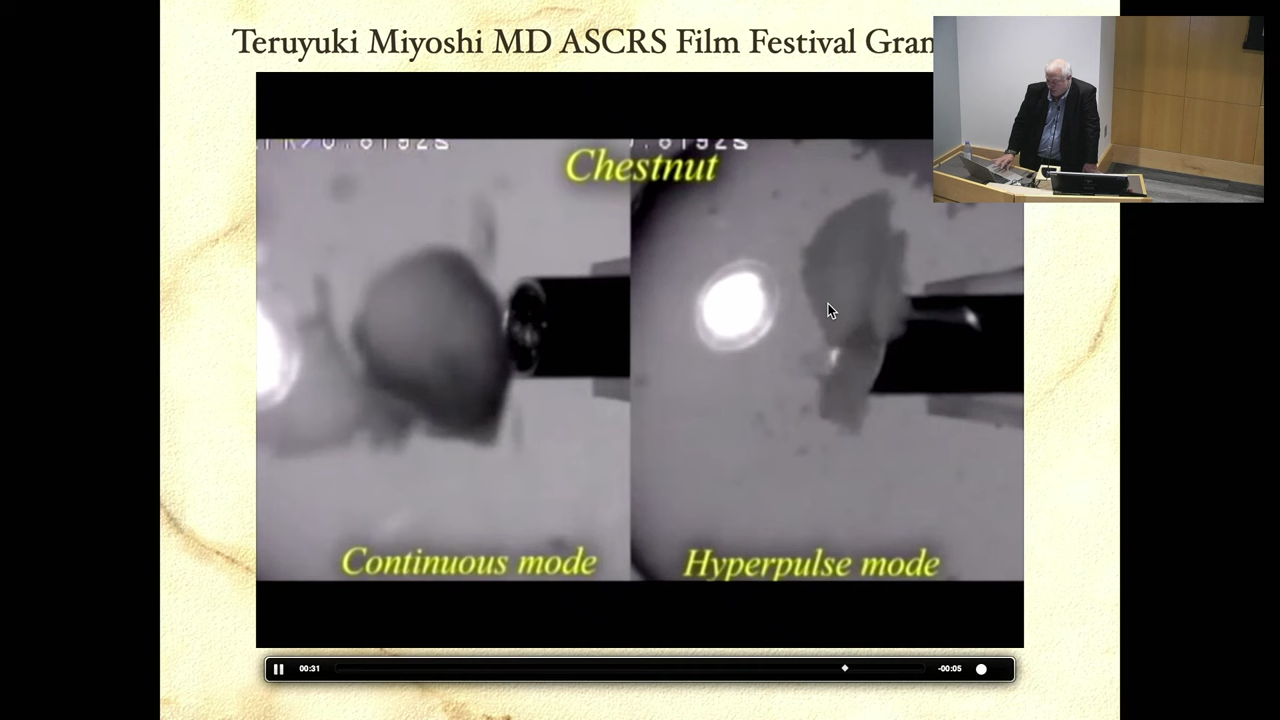 Teruyuki Miyoshi MD ASCRS Film Festival Gran
Chestnut
Continuous mode
Hyperpulse mode
00:31
-00:05